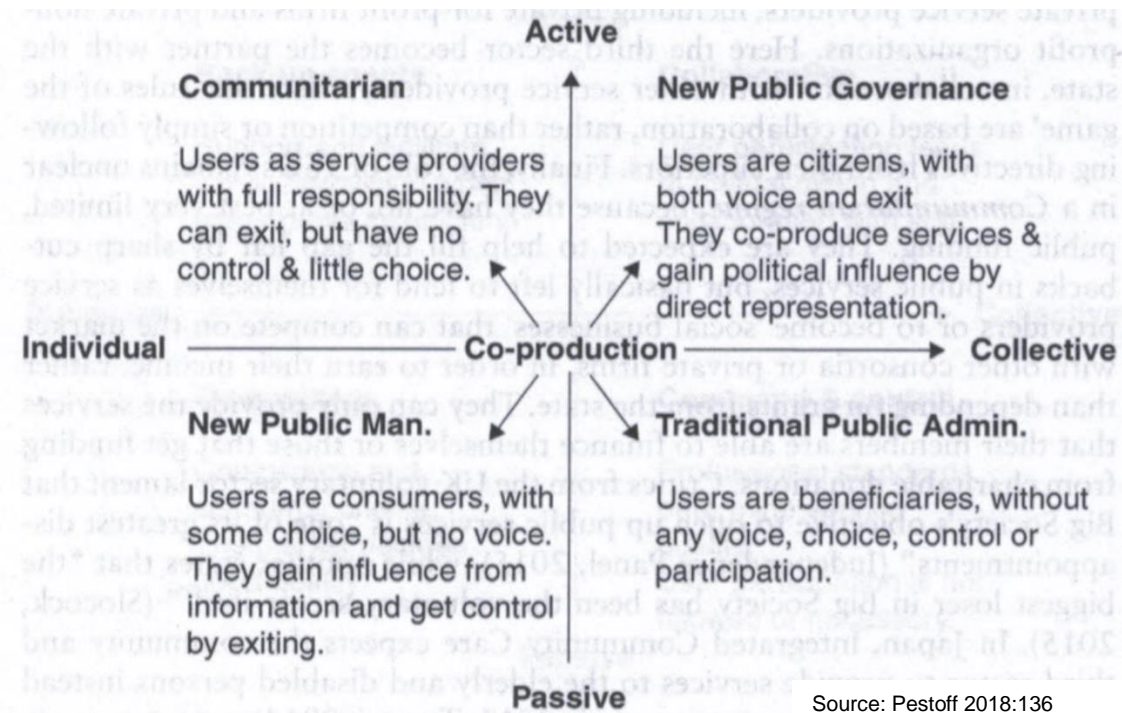 Active
Communitarian
Users as service providers
with full responsibility. They
can exit, but have no
control & little choice.
New Public Governance
Users are citizens, with
both voice and exit
They co-produce services &
gain political influence by
direct representation.
Individual
Co-production
Collective
New Public Man.
Users are consumers, with
some choice, but no voice.
They gain influence from
information and get control
by exiting.
Traditional Public Admin.
Users are beneficiaries, without
any voice, choice, control or
participation.
Passive
Source: Pestoff 2018:136